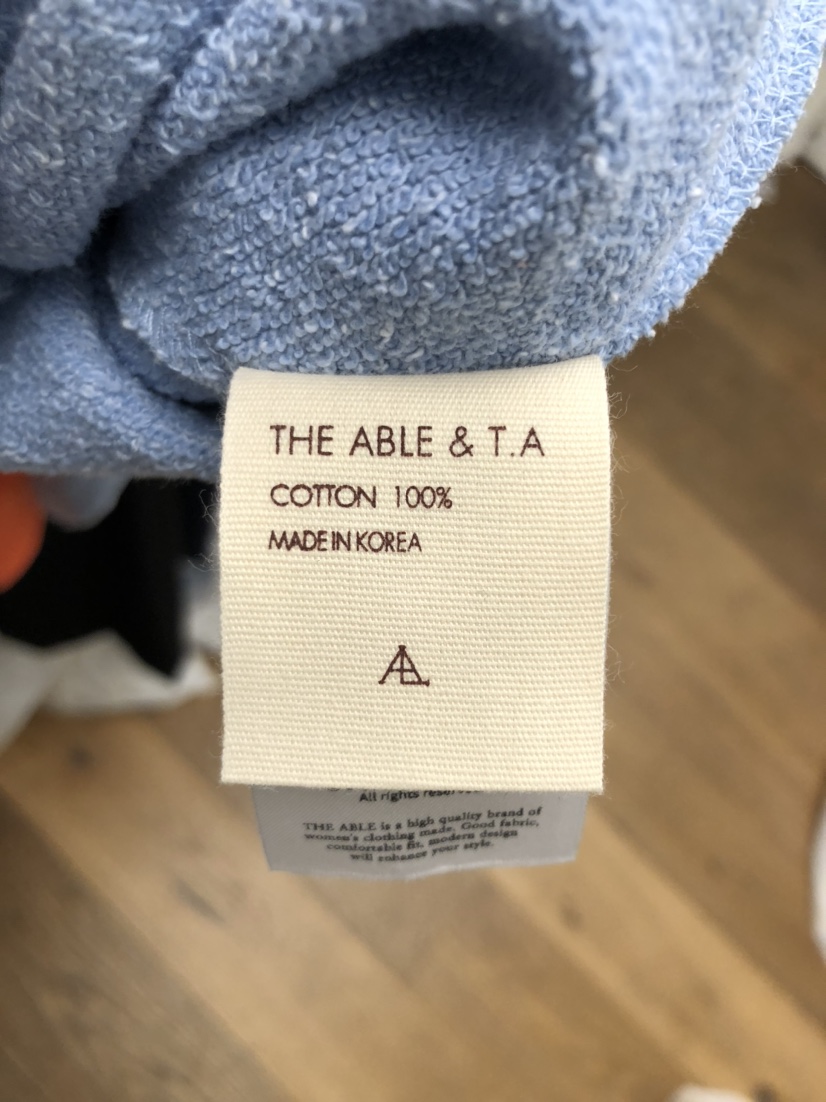 THE ABLE & T.A
COTTON 100%
MADE IN KOREA
All rights
THE ABLE is a high quality brand of
women's clothing made. Good fabric,
comfortable fit, modern design
will enhance your style.